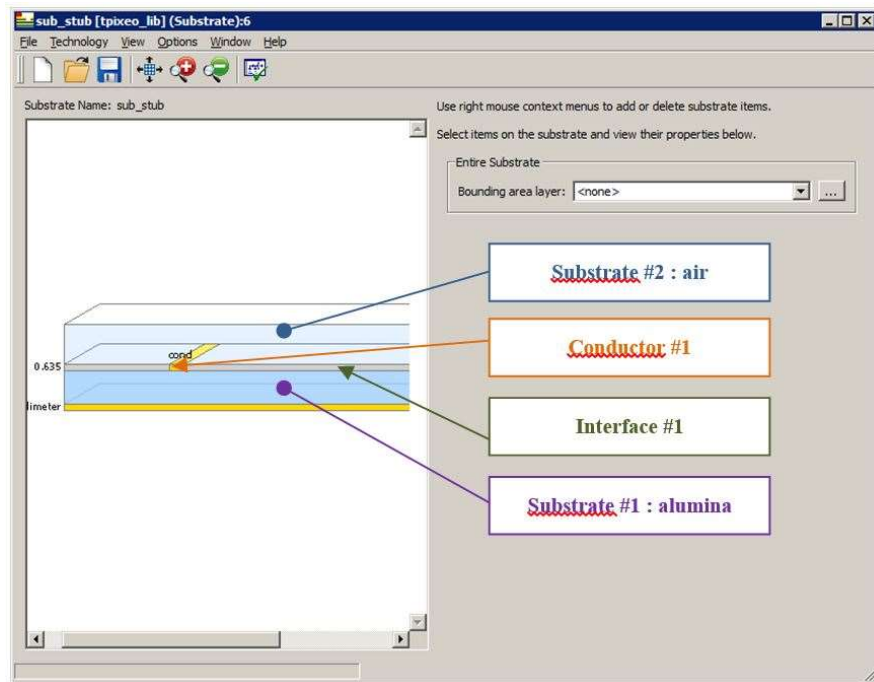 sub_stub [tpixeo_lib] (Substrate):6
File Technology View Options Window Help
Substrate Name: sub_stub
Use right mouse context menus to add or delete substrate items.
Select items on the substrate and view their properties below.
Entire Substrate
Bounding area layer: <none> ...
Substrate #2 : air
cond
Conductor #1
0.635
limeter
Interface #1
Substrate #1 : alumina